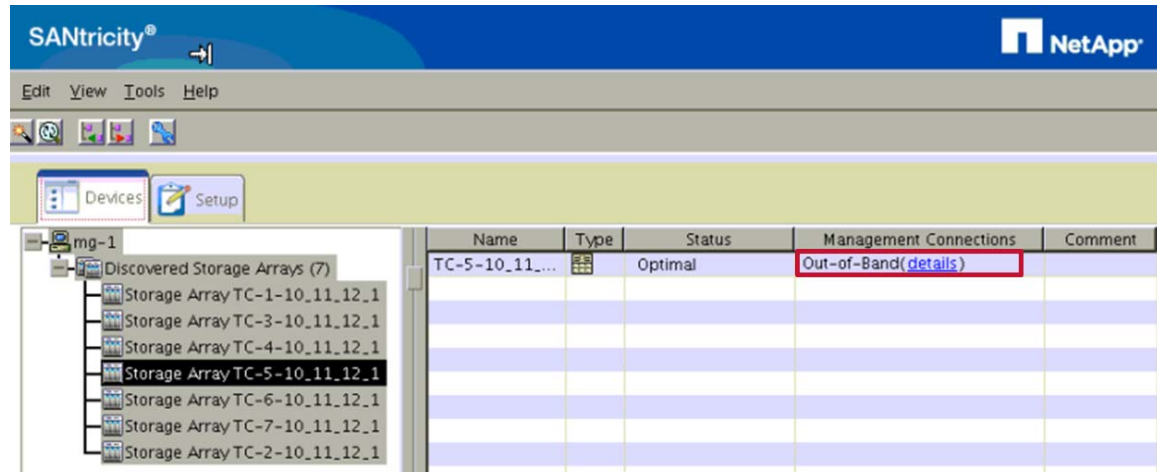 SANtricity®
NetApp®
Edit View Tools Help
Devices Setup
mg-1
Discovered Storage Arrays (7)
Storage Array TC-1-10_11_12_1
Storage Array TC-3-10_11_12_1
Storage Array TC-4-10_11_12_1
Storage Array TC-5-10_11_12_1
Storage Array TC-6-10_11_12_1
Storage Array TC-7-10_11_12_1
Storage Array TC-2-10_11_12_1
Name Type Status Management Connections Comment
TC-5-10_11_... Optimal Out-of-Band(details)